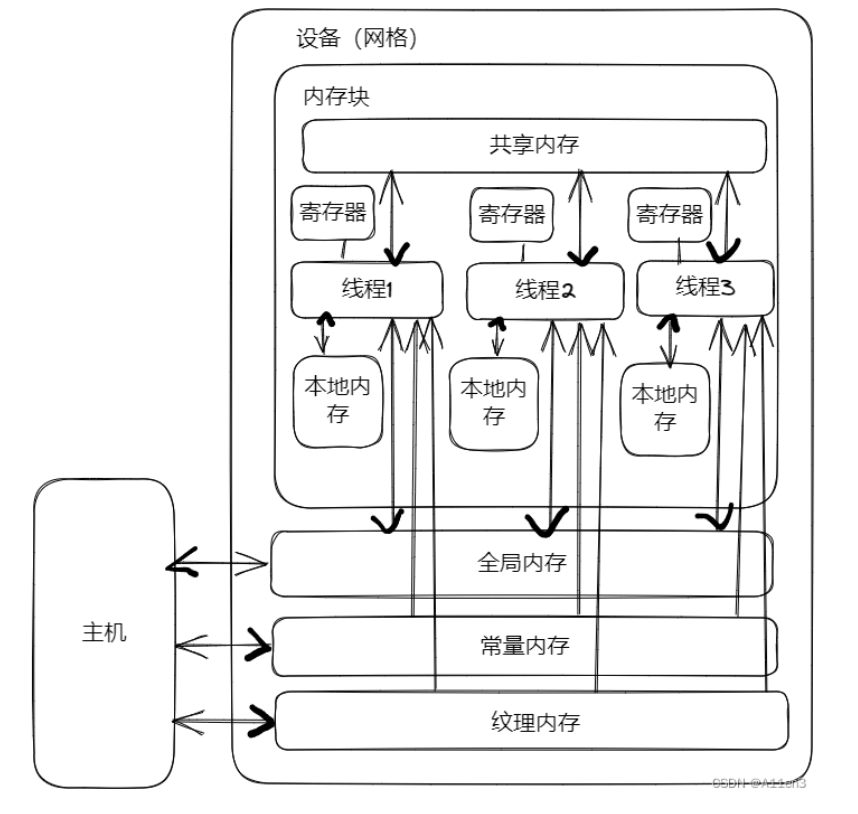 设备（网格）
内存块
共享内存
寄存器
寄存器
寄存器
线程1
线程2
线程3
本地内
存
本地内
存
本地内
存
全局内存
主机
常量内存
纹理内存
CSDN @A11en3